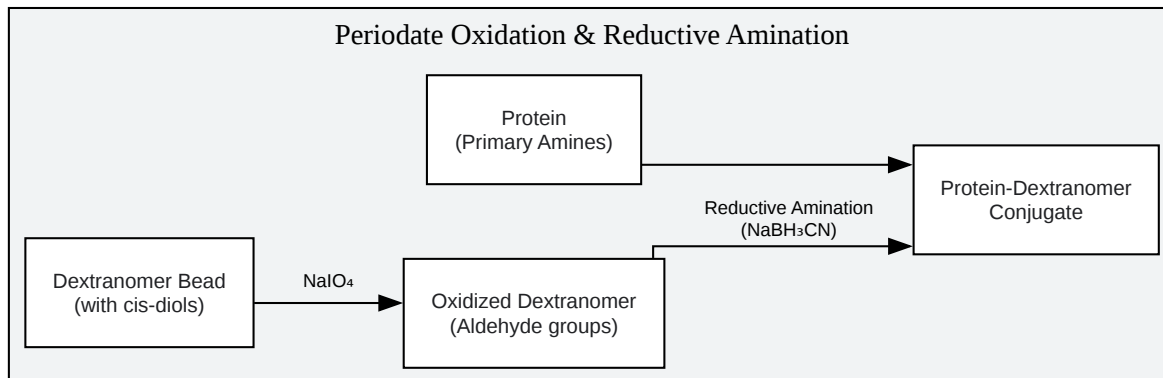 Periodate Oxidation & Reductive Amination
Protein
(Primary Amines)
Protein-Dextranomer
Conjugate
Reductive Amination
(NaBH₃CN)
Dextranomer Bead
(with cis-diols)
NaIO₄
Oxidized Dextranomer
(Aldehyde groups)